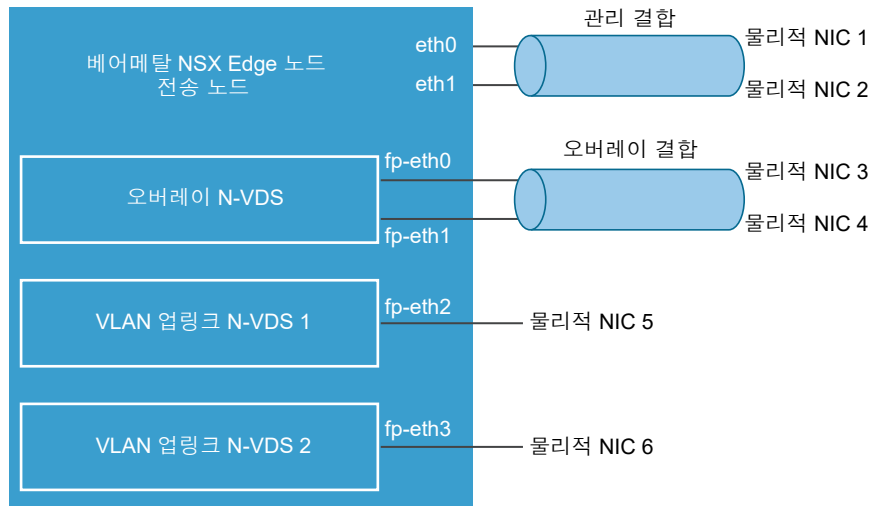 관리 결합
eth0
물리적 NIC 1
베어메탈 NSX Edge 노드
전송 노드
eth1
물리적 NIC 2
오버레이 결합
fp-eth0
물리적 NIC 3
오버레이 N-VDS
fp-eth1
물리적 NIC 4
VLAN 업링크 N-VDS 1
fp-eth2
물리적 NIC 5
VLAN 업링크 N-VDS 2
fp-eth3
물리적 NIC 6